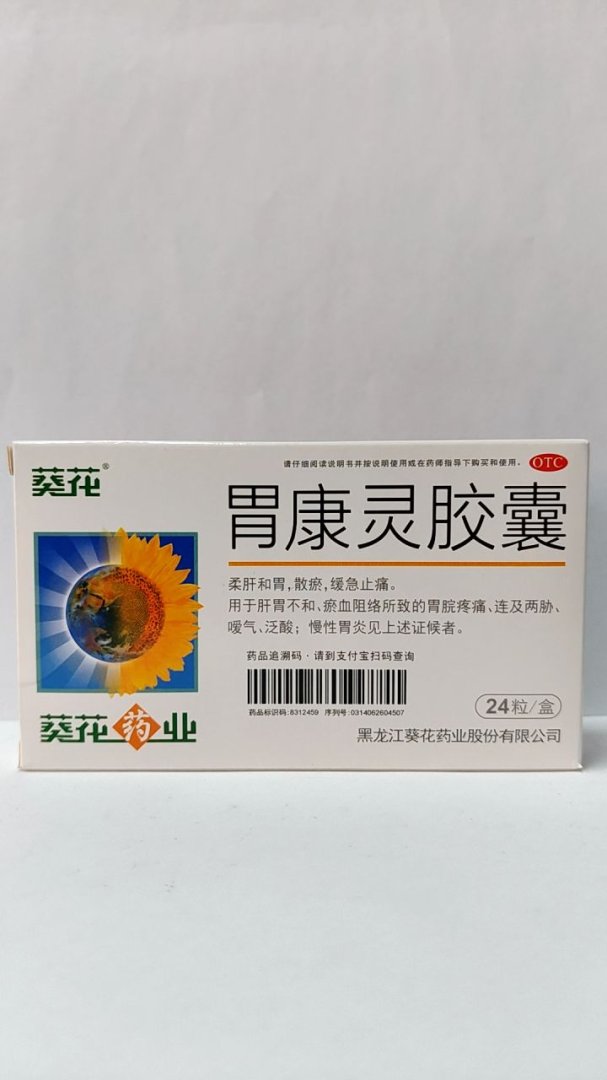 请仔细阅读说明书并按说明使用或在药师指导下购买和使用。 OTC
葵花®
胃康灵胶囊
柔肝和胃，散瘀，缓急止痛。
用于肝胃不和、瘀血阻络所致的胃脘疼痛、连及两胁、
嗳气、泛酸；慢性胃炎见上述证候者。
药品追溯码·请到支付宝扫码查询
药品标识码：8312459 序列号：0314062604507
24粒/盒
葵花药业
黑龙江葵花药业股份有限公司